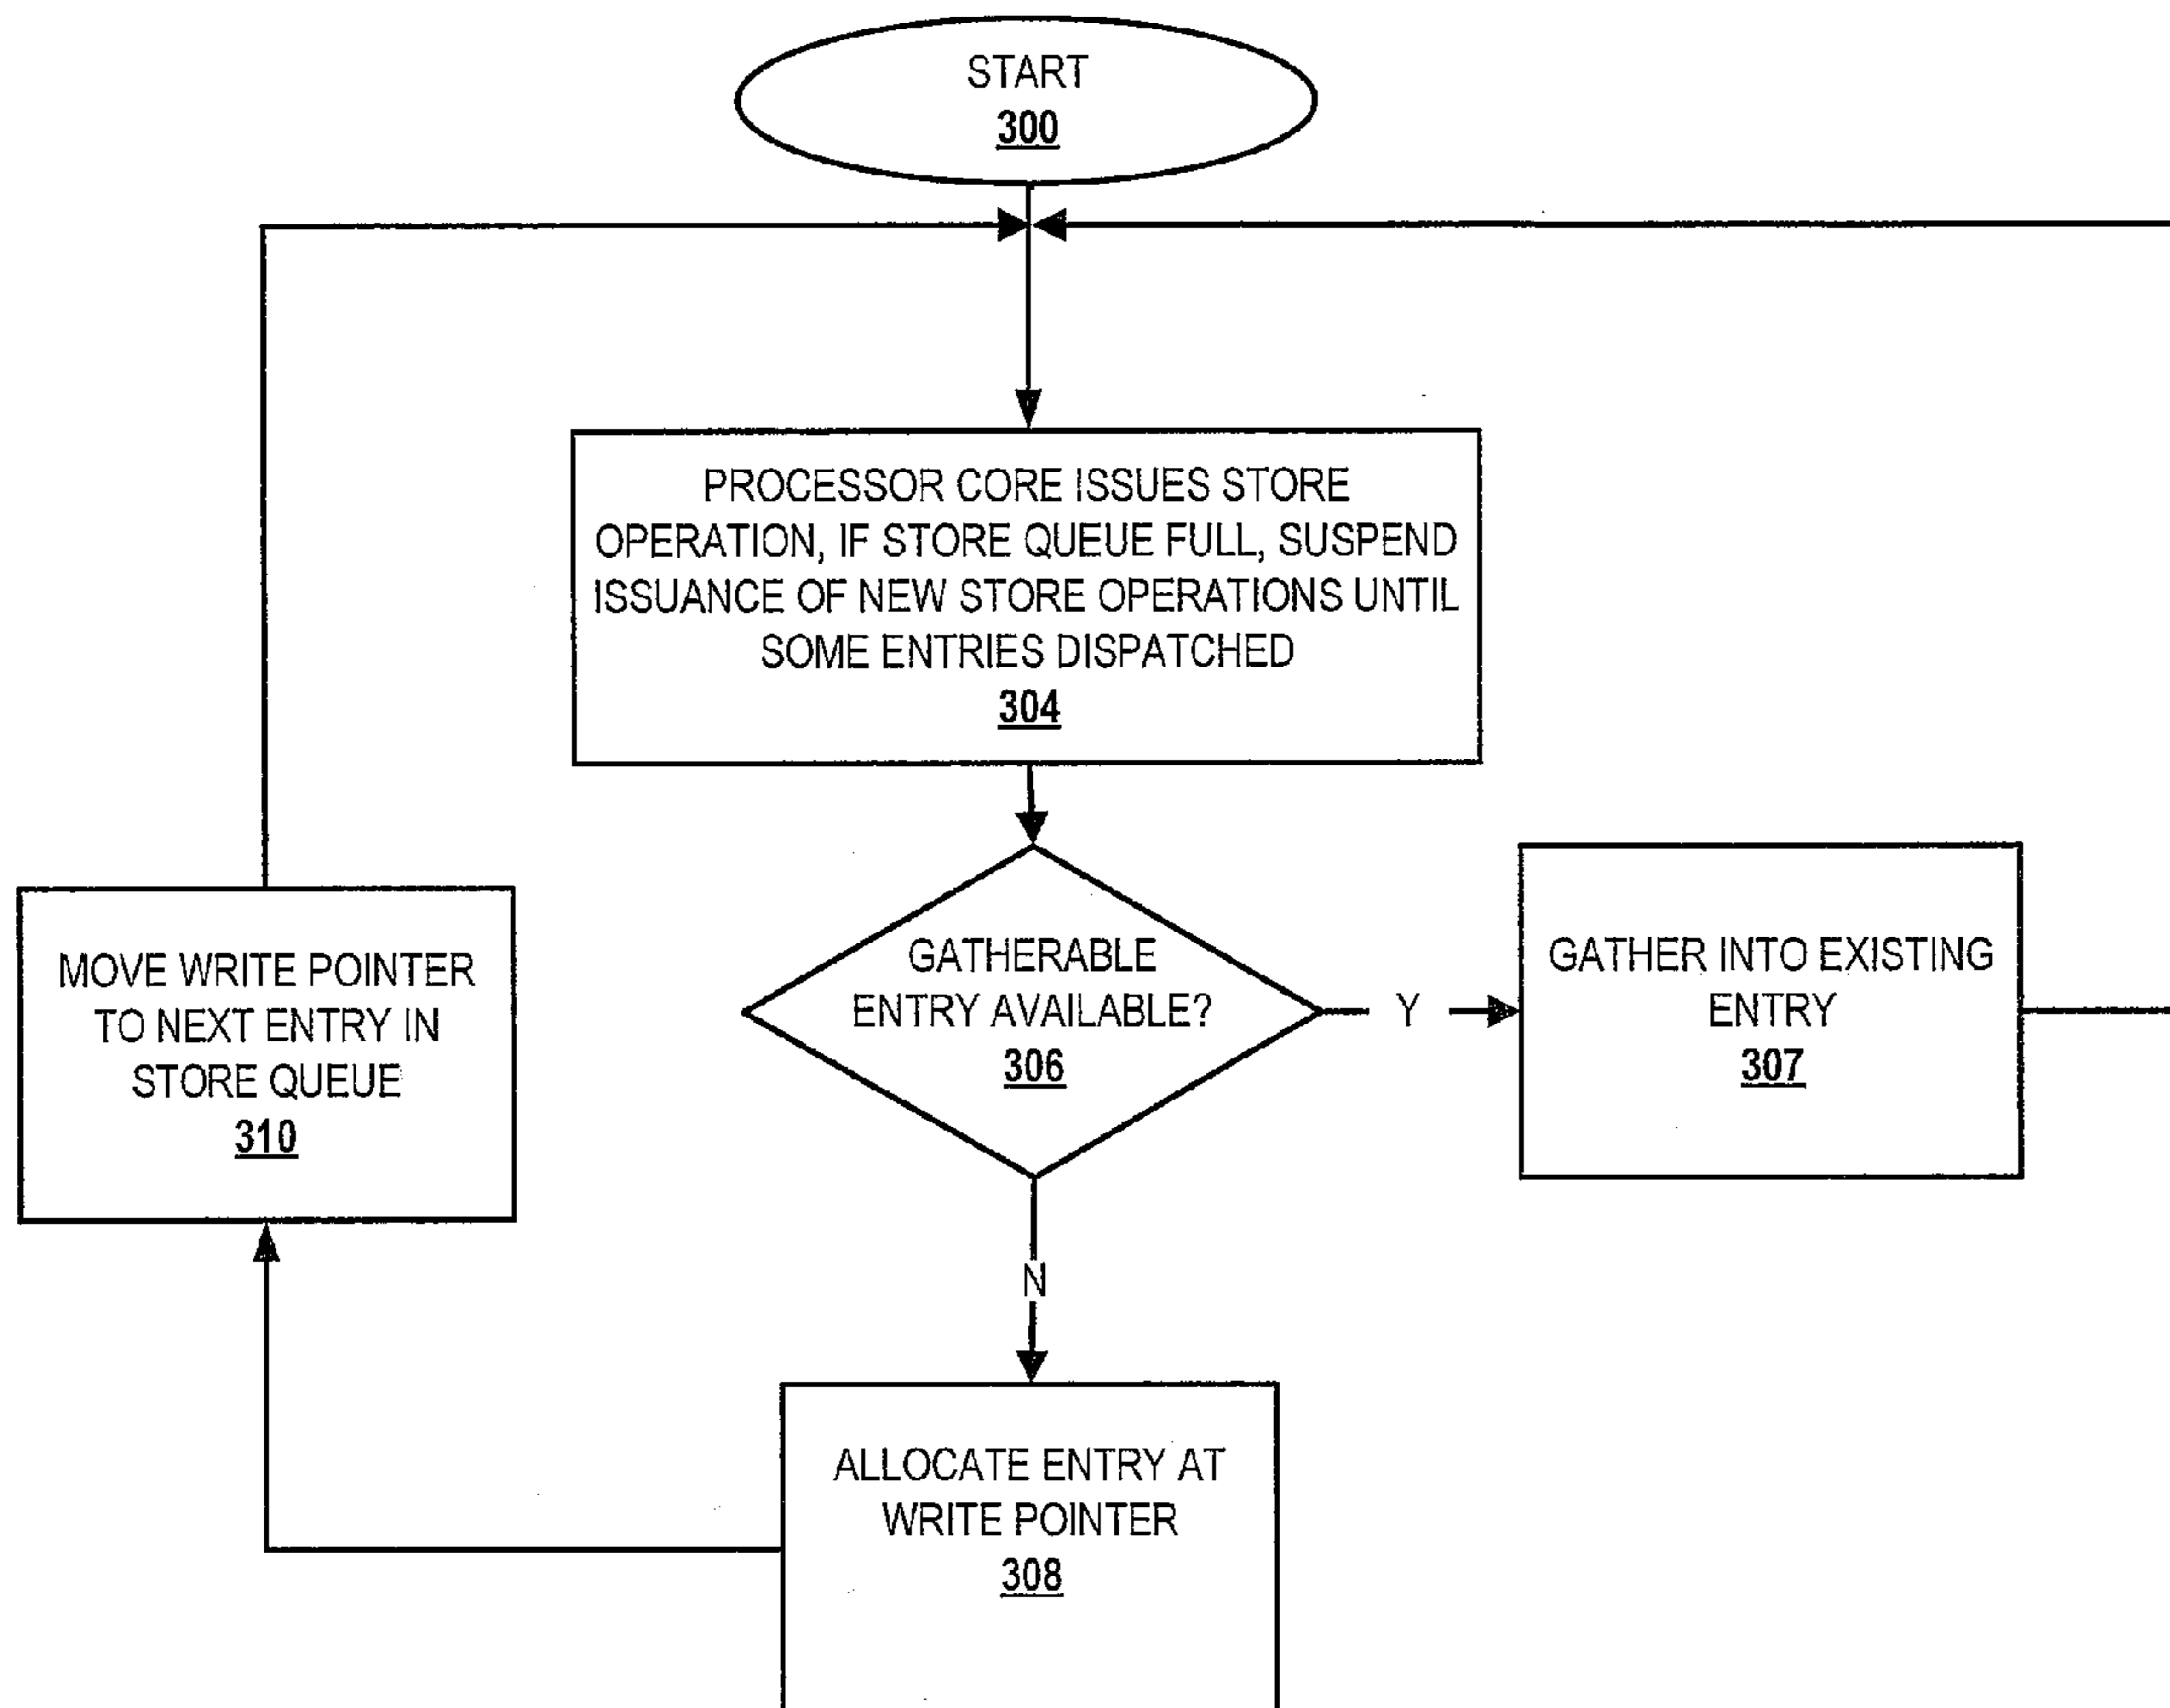 START
300
PROCESSOR CORE ISSUES STORE
OPERATION, IF STORE QUEUE FULL, SUSPEND
ISSUANCE OF NEW STORE OPERATIONS UNTIL
SOME ENTRIES DISPATCHED
304
GATHERABLE
ENTRY AVAILABLE?
306
Y
GATHER INTO EXISTING
ENTRY
307
MOVE WRITE POINTER
TO NEXT ENTRY IN
STORE QUEUE
310
N
ALLOCATE ENTRY AT
WRITE POINTER
308